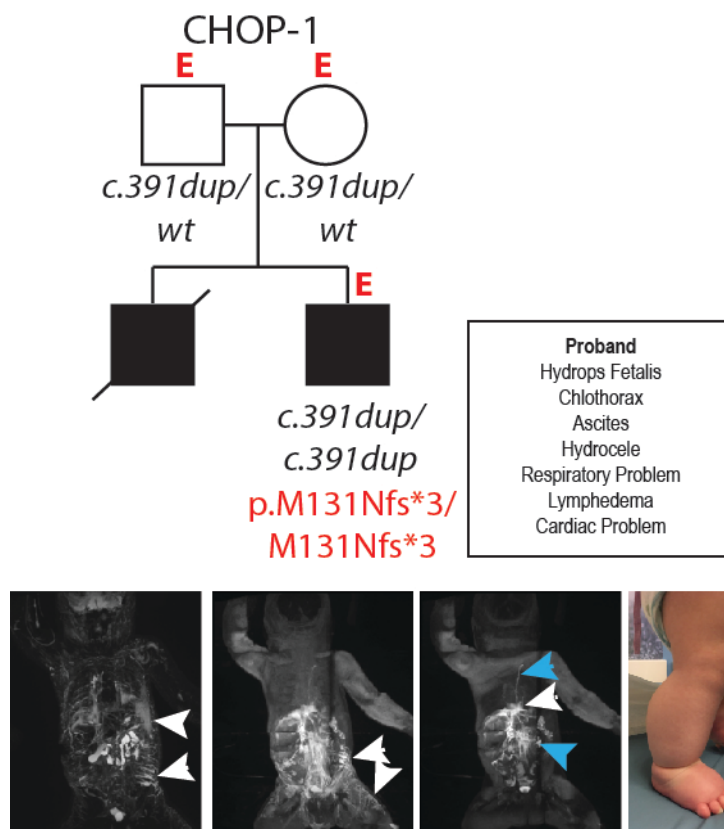 CHOP-1
E E
c.391dup/ c.391dup/
wt wt
E
c.391dup/
c.391dup
p.M131Nfs*3/
M131Nfs*3
Proband
Hydrops Fetalis
Chlothorax
Ascites
Hydrocele
Respiratory Problem
Lymphedema
Cardiac Problem